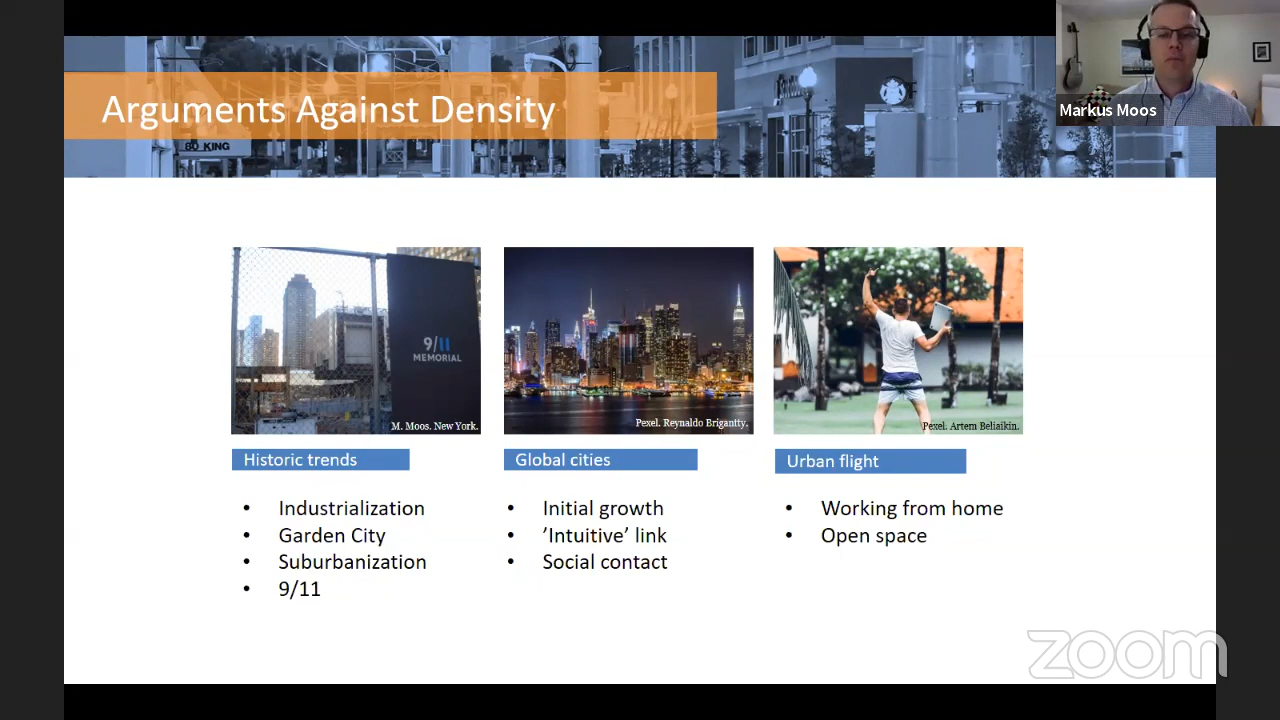 Arguments Against Density
80 KING
Markus Moos
9/11
MEMORIAL
M. Moos. New York.
Pexel. Reynaldo Brigantty.
Pexel. Artem Beliaikin.
Historic trends
• Industrialization
• Garden City
• Suburbanization
• 9/11
Global cities
• Initial growth
• ’Intuitive’ link
• Social contact
Urban flight
• Working from home
• Open space
zoom